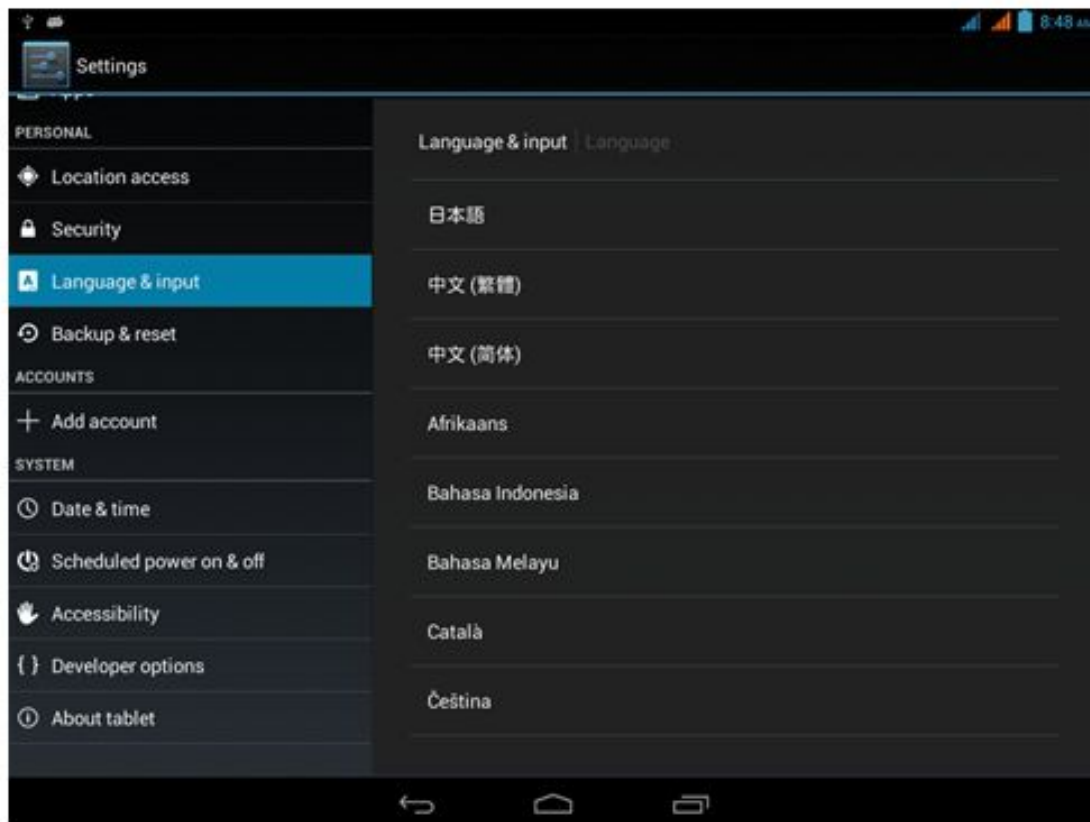 8:48 AM
Settings
Apps
PERSONAL
Location access
Security
Language & input
Backup & reset
ACCOUNTS
Add account
SYSTEM
Date & time
Scheduled power on & off
Accessibility
{ } Developer options
About tablet
Language & input Language
日本語
中文 (繁體)
中文 (简体)
Afrikaans
Bahasa Indonesia
Bahasa Melayu
Català
Čeština